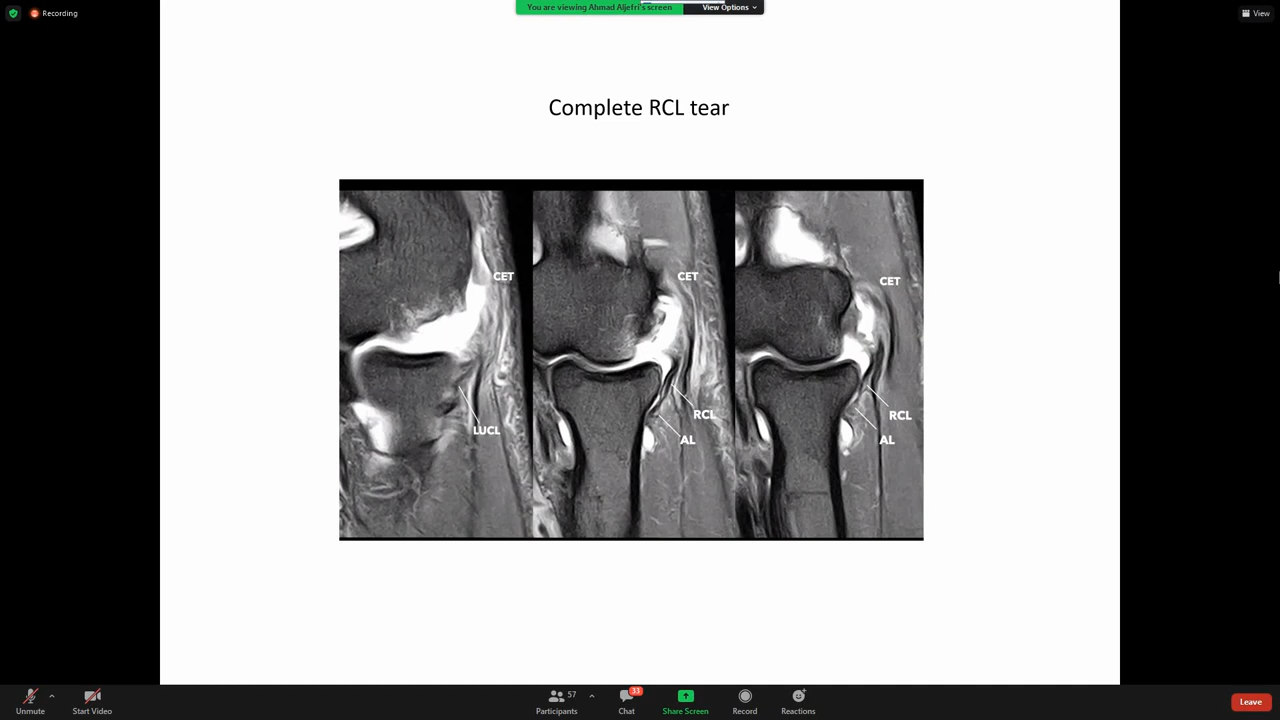 Recording
You are viewing Ahmad Aljefri's screen
View Options
View
Complete RCL tear
CET
CET
CET
LUCL
RCL
AL
RCL
AL
Unmute
Start Video
Participants
57
Chat
33
Share Screen
Record
Reactions
Leave